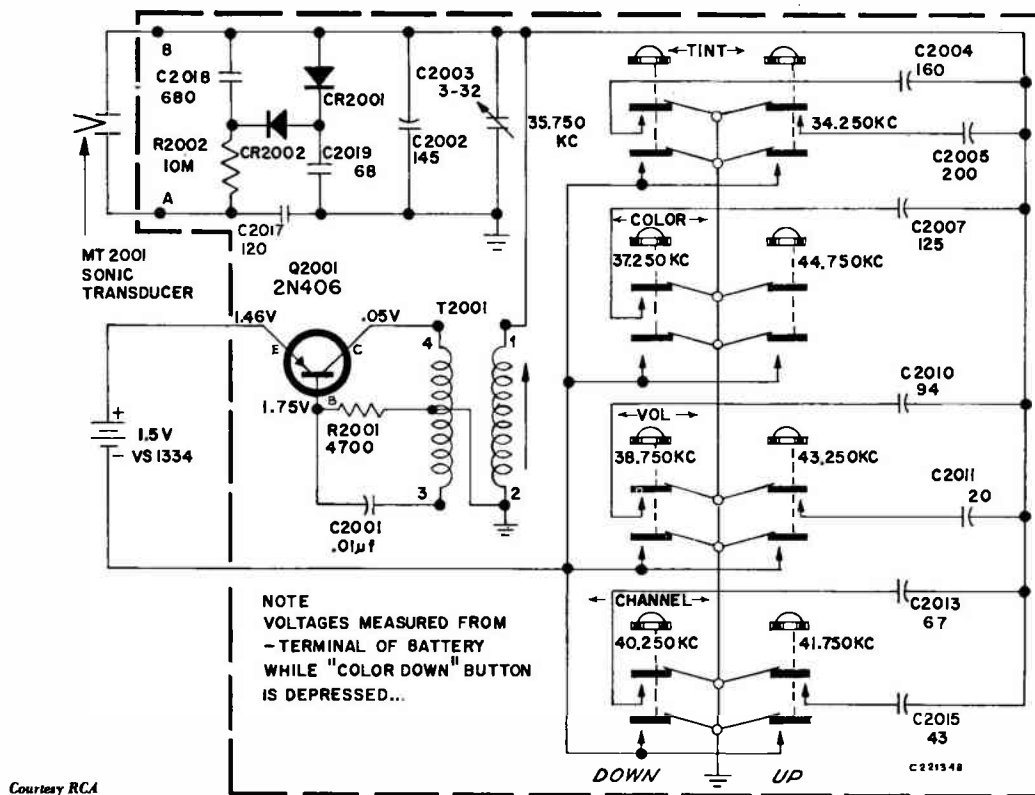 B
C2018
680
CR2001
C2003
3-32
←TINT→
C2004
160
35.750
KC
34.250KC
R2002
10M
CR2002
C2019
68
C2002
145
C2005
200
A
C2017
120
COLOR
C2007
125
MT 2001
SONIC
TRANSDUCER
Q2001
2N406
37.250KC
44.750KC
T2001
1.46V
.05V
E
C
B
4
1
1.75V
R2001
4700
C2010
94
← VOL →
+
1.5V
− VS1334
38.750KC
43.250KC
3
2
C2011
20
C2001
.01µf
NOTE
VOLTAGES MEASURED FROM
- TERMINAL OF BATTERY
WHILE "COLOR DOWN" BUTTON
IS DEPRESSED...
← CHANNEL→
C2013
67
40.250KC
41.750KC
C2015
43
DOWN
UP
C221348
Courtesy RCA